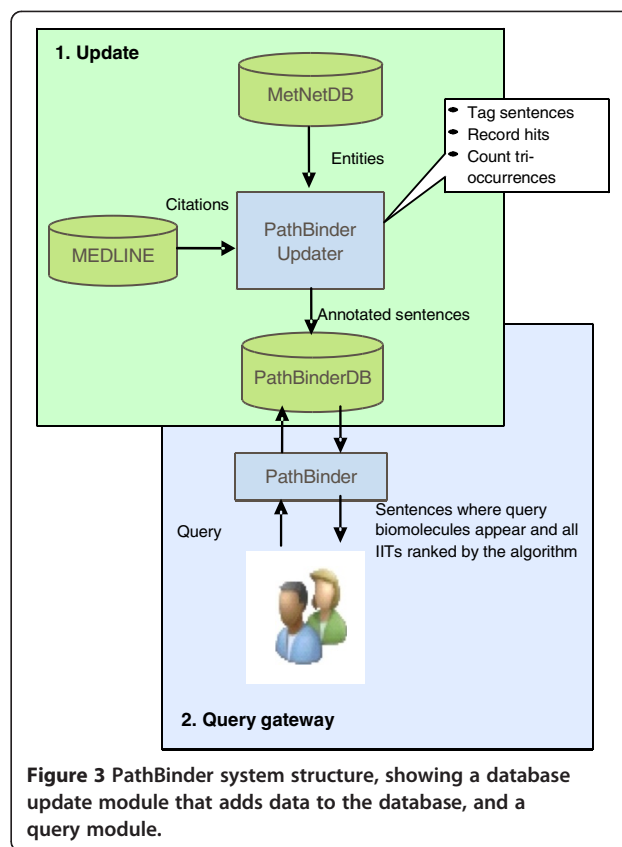 1. Update
MetNetDB
• Tag sentences
• Record hits
• Count tri-
occurrences
Entities
Citations
MEDLINE
PathBinder
Updater
Annotated sentences
PathBinderDB
PathBinder
Query
Sentences where query
biomolecules appear and all
IITs ranked by the algorithm
2. Query gateway
Figure 3 PathBinder system structure, showing a database
update module that adds data to the database, and a
query module.